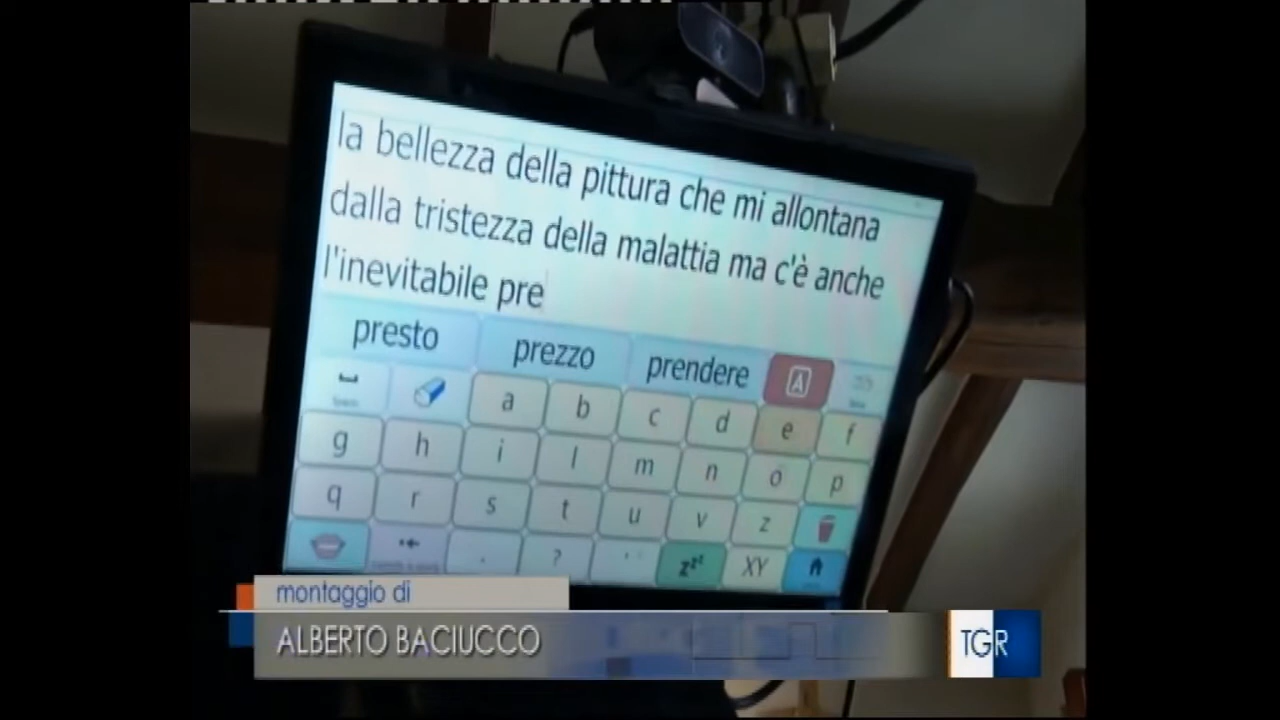 la bellezza della pittura che mi allontana
dalla tristezza della malattia ma c'è anche
l'inevitabile pre
presto prezzo prendere A
a b c d e f
g h i l m n o p
q r s t u v z
. ? ' zzz XY
montaggio di
ALBERTO BACIUCCO
TGR